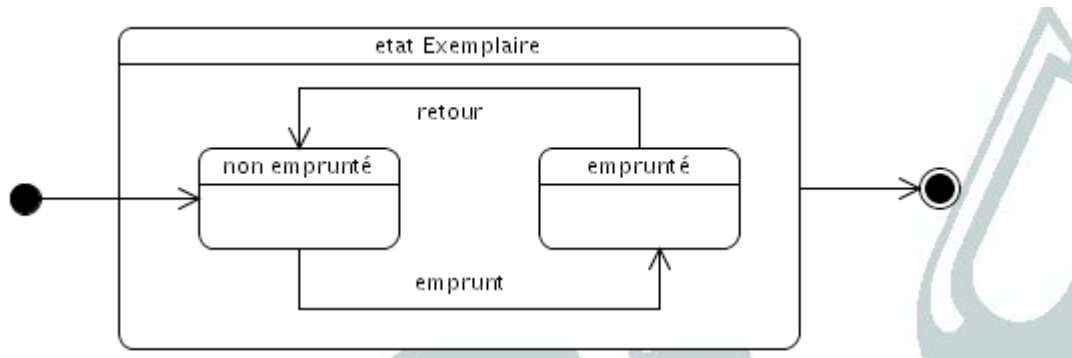 etat Exemplaire
retour
non emprunté
emprunté
emprunt